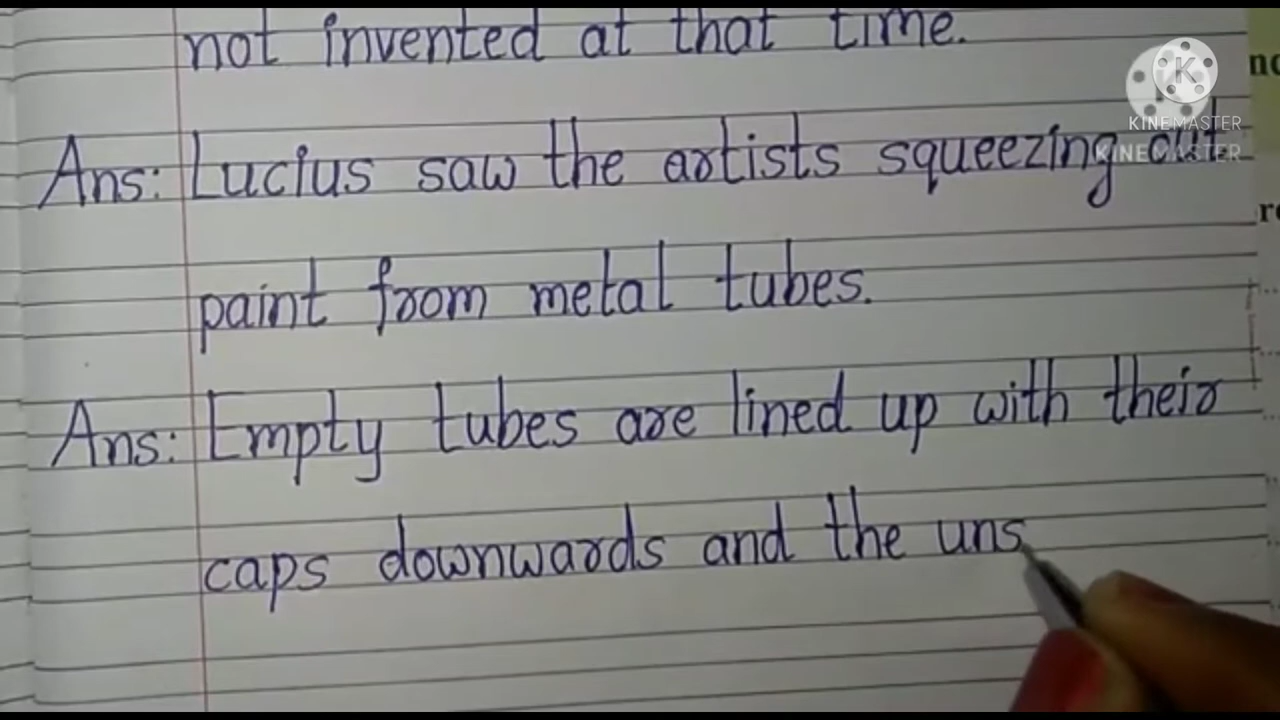 not invented at that time.
KINEMASTER
Ans: Lucius saw the artists squeezing out
KINEMASTER
paint from metal tubes.
Ans: Empty tubes are lined up with their
caps downwards and the uns